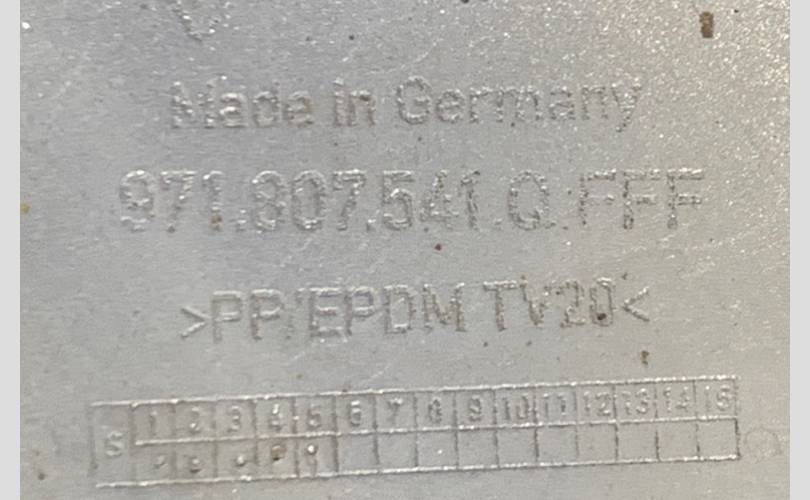 Made in Germany
971.807.541.Q.FFF
>PP/EPDM TV20<
S 1 2 3 4 5 6 7 8 9 10 11 12 13 14 15